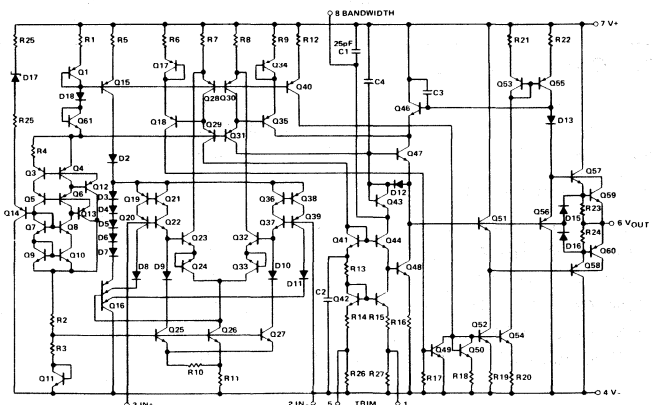 8 BANDWIDTH
7 V+
R25 R1 R5 R6 R7 R8 R9 R12 25pF C1 R21 R22
D17 Q1 Q15 Q17 Q34 C4 C3 Q53 Q55
D18 Q28 Q30 Q40 Q46
R25 Q61 Q18 Q29 Q31 Q35 D13
R4 D2 Q47
Q3 Q4 D12 Q57
Q12 D3 Q19 Q21 Q36 Q38 Q43 Q59
Q5 Q6 D4 R23
Q14 Q13 Q20 Q22 Q23 Q32 Q37 Q39 Q51 Q56 D15 6 VOUT
Q7 Q8 D5 Q41 Q44 R24
D6 D16 Q58
Q9 Q10 D7 D8 D9 Q24 Q33 D10 D11 R13 Q48 Q60
Q16 C2 Q42
R2 Q25 Q26 Q27 R14 R15 R16 Q52 Q54
R3 Q49 Q50
Q11 R10 R11 R26 R27 R17 R18 R19 R20
4 V-
3 IN+ 2 IN- 5 TRIM 1